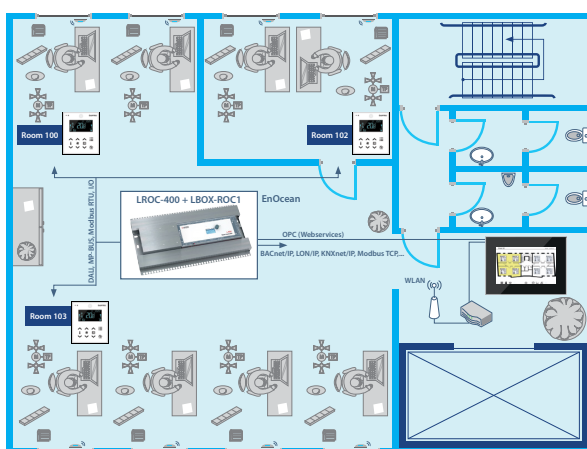 Room 100
Room 102
LROC-400 + LBOX-ROC1
EnOcean
DALI, MP-BUS, Modbus RTU, I/O
OPC (Webservices)
BACnet/IP, LON/IP, KNXnet/IP, Modbus TCP,...
WLAN
Room 103